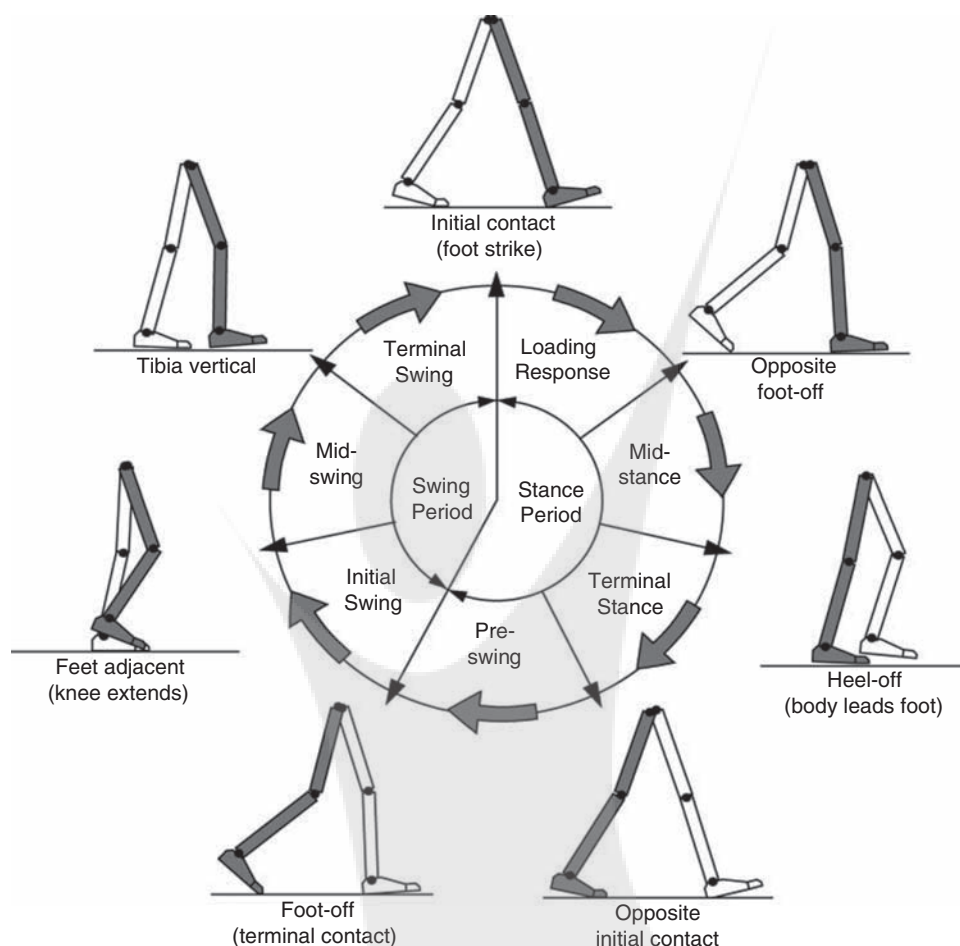 Initial contact
(foot strike)
Tibia vertical
Opposite
foot-off
Terminal
Swing
Loading
Response
Mid-
swing
Swing
Period
Stance
Period
Mid-
stance
Initial
Swing
Pre-
swing
Terminal
Stance
Feet adjacent
(knee extends)
Heel-off
(body leads foot)
Foot-off
(terminal contact)
Opposite
initial contact